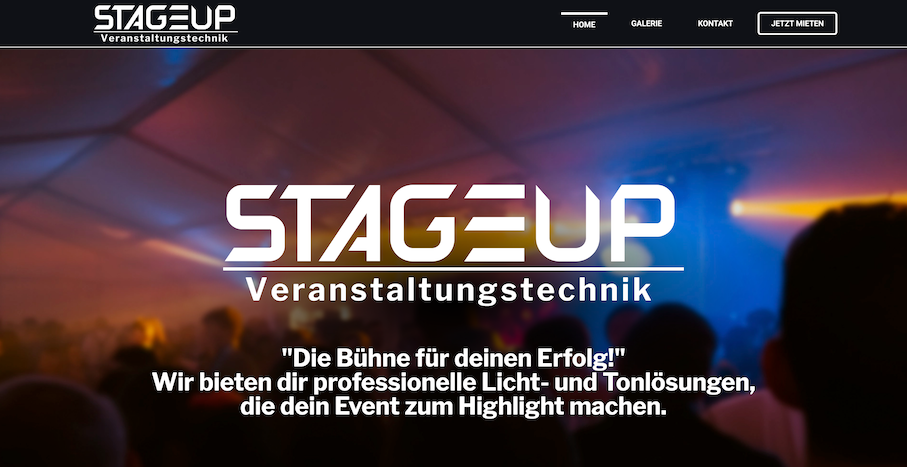 STAGEUP
Veranstaltungstechnik
HOME
GALERIE
KONTAKT
JETZT MIETEN
STAGEUP
Veranstaltungstechnik
"Die Bühne für deinen Erfolg!"
Wir bieten dir professionelle Licht- und Tonlösungen,
die dein Event zum Highlight machen.